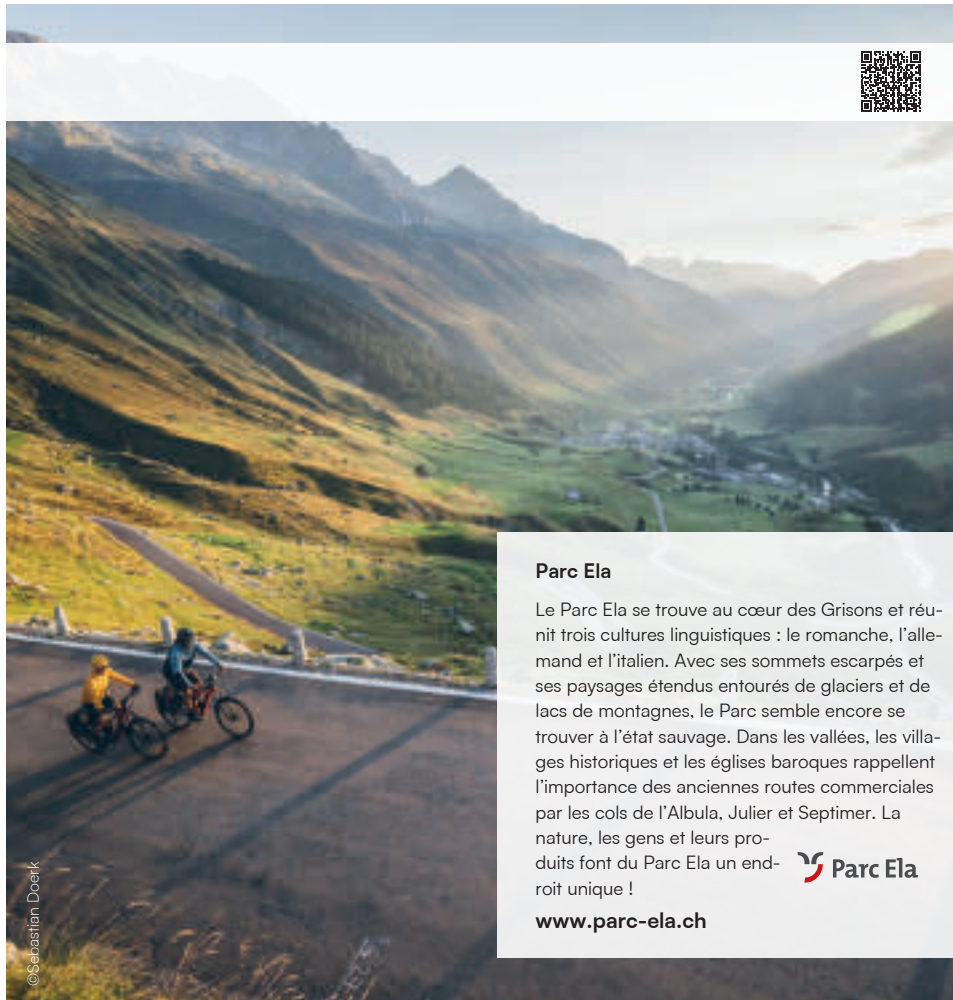 Parc Ela
Le Parc Ela se trouve au cœur des Grisons et réu-
nit trois cultures linguistiques : le romanche, l'alle-
mand et l'italien. Avec ses sommets escarpés et
ses paysages étendus entourés de glaciers et de
lacs de montagnes, le Parc semble encore se
trouver à l'état sauvage. Dans les vallées, les villa-
ges historiques et les églises baroques rappellent
l'importance des anciennes routes commerciales
par les cols de l'Albula, Julier et Septimer. La
nature, les gens et leurs pro-
duits font du Parc Ela un end-
roit unique !
Parc Ela
www.parc-ela.ch
©Sebastian Doerk